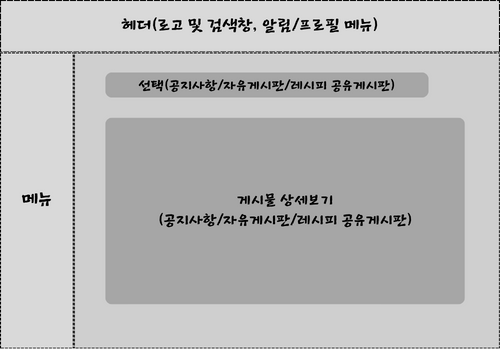 헤더(로고 및 검색창, 알림/프로필 메뉴)
선택(공지사항/자유게시판/레시피 공유게시판)
메뉴
게시물 상세보기
(공지사항/자유게시판/레시피 공유게시판)